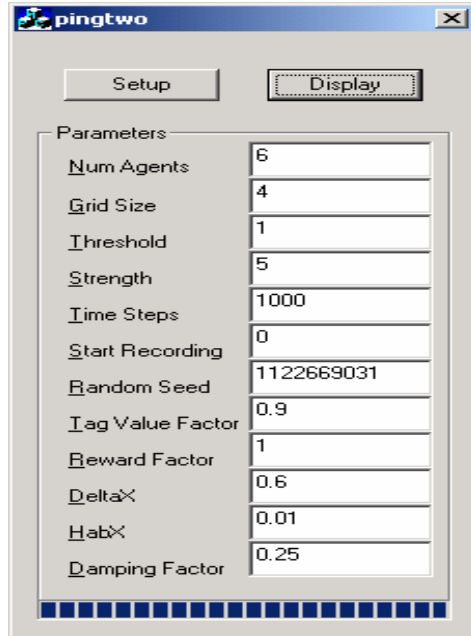 pingtwo
Setup Display
Parameters
Num Agents 6
Grid Size 4
Threshold 1
Strength 5
Time Steps 1000
Start Recording 0
Random Seed 1122669031
Tag Value Factor 0.9
Reward Factor 1
DeltaX 0.6
HabX 0.01
Damping Factor 0.25